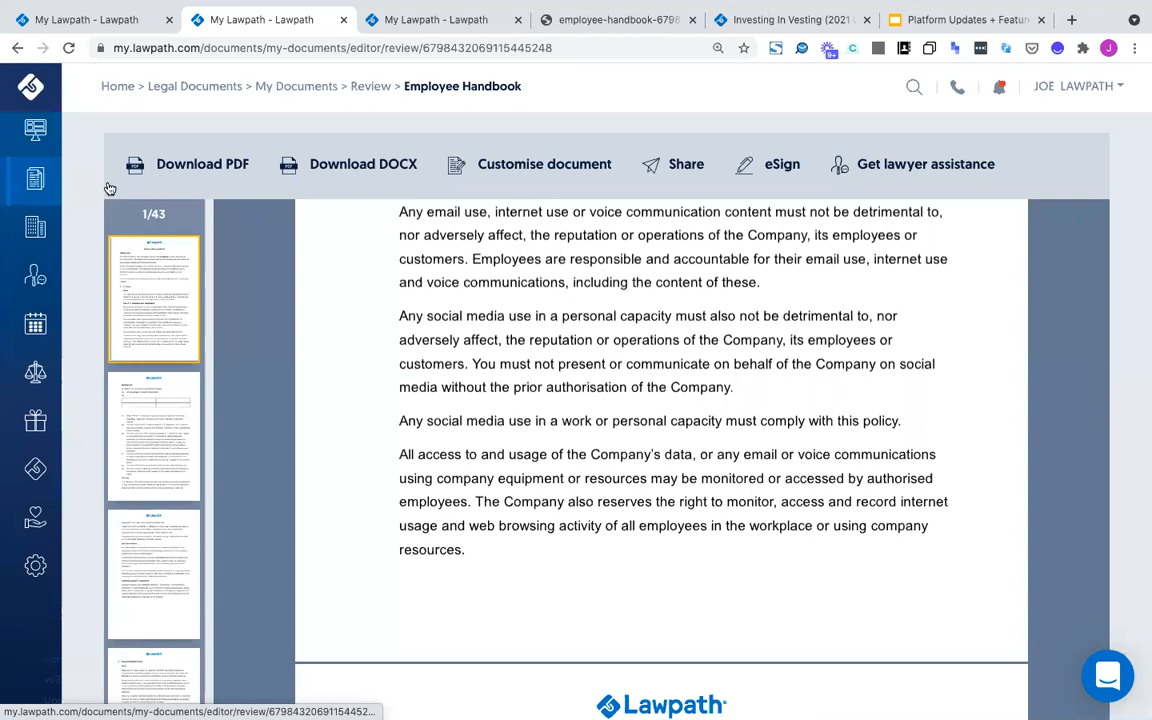 My Lawpath - Lawpath
My Lawpath - Lawpath
My Lawpath - Lawpath
employee-handbook-6798
Investing In Vesting (2021 U
Platform Updates + Featur
my.lawpath.com/documents/my-documents/editor/review/6798432069115445248
9+
J
Home > Legal Documents > My Documents > Review > Employee Handbook
JOE LAWPATH
Download PDF
Download DOCX
Customise document
Share
eSign
Get lawyer assistance
1/43
Any email use, internet use or voice communication content must not be detrimental to,
nor adversely affect, the reputation or operations of the Company, its employees or
customers. Employees are responsible and accountable for their email use, internet use
and voice communications, including the content of these.
Any social media use in a personal capacity must also not be detrimental to, nor
adversely affect, the reputation or operations of the Company, its employees or
customers. You must not present or communicate on behalf of the Company on social
media without the prior authorisation of the Company.
Any social media use in a work or personal capacity must comply with this policy.
All access to and usage of the Company's data, or any email or voice communications
using company equipment or resources may be monitored or accessed by authorised
employees. The Company also reserves the right to monitor, access and record internet
usage and web browsing activity of all employees in the workplace or using company
resources.
Lawpath
my.lawpath.com/documents/my-documents/editor/review/679843206911545​2...